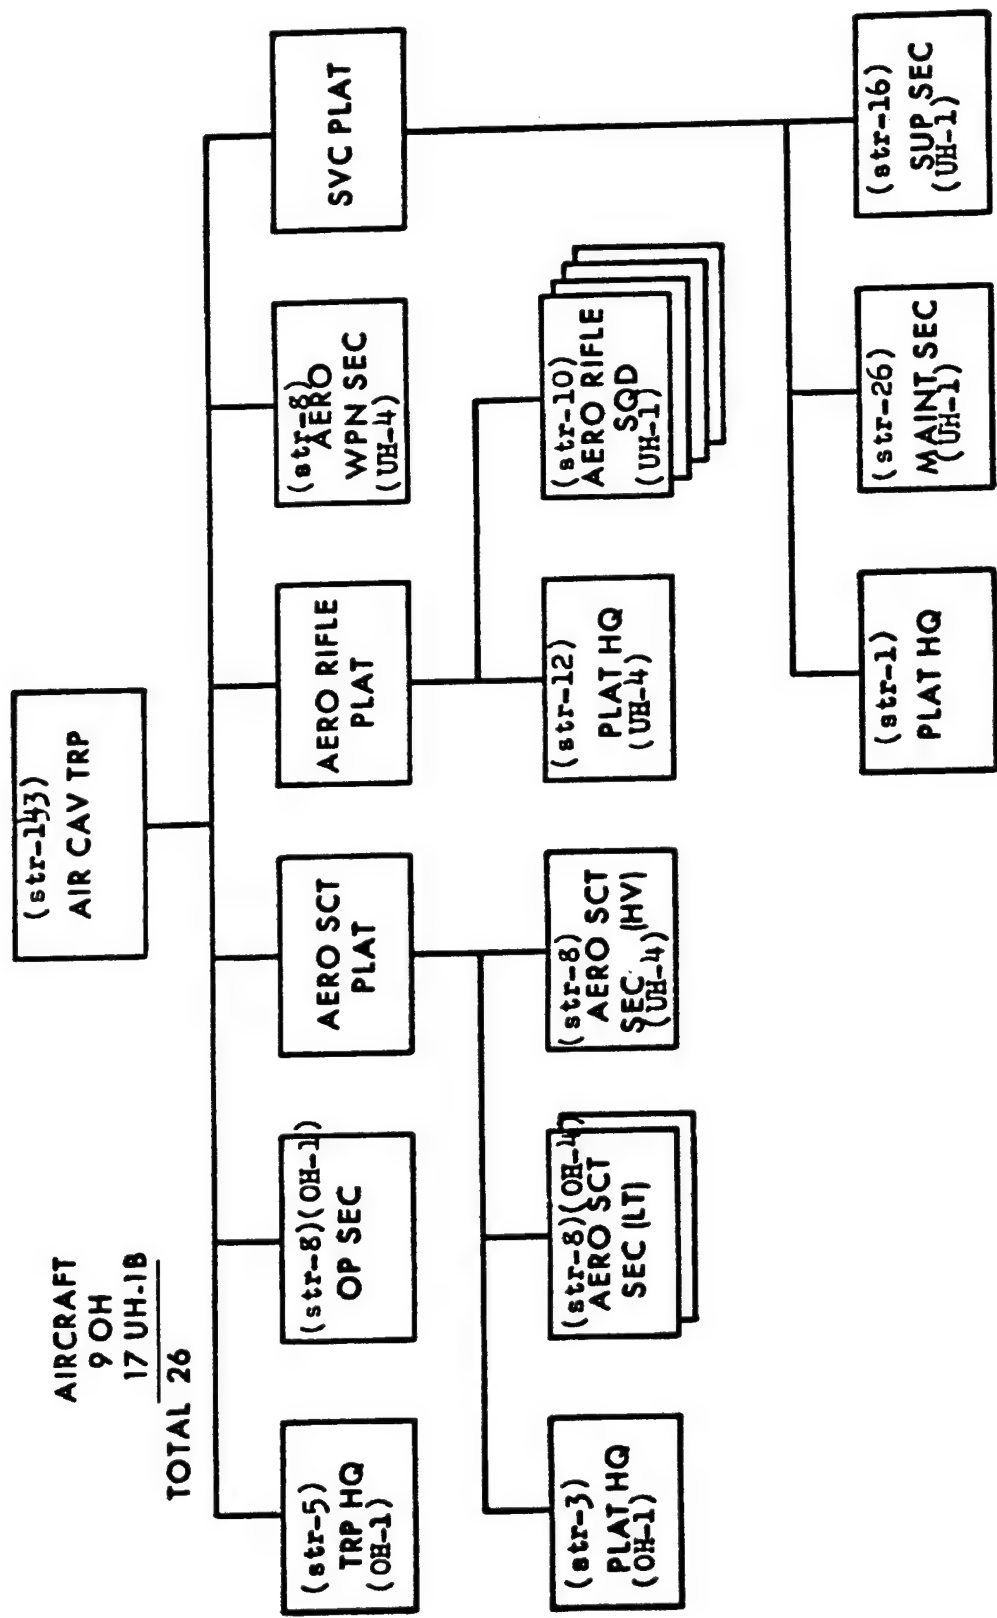 (str-143)
AIR CAV TRP
AIRCRAFT
9 OH
17 UH-1B
TOTAL 26
(str-5)
TRP HQ
(OH-1)
(str-8)(OH-1)
OP SEC
AERO SCT
PLAT
AERO RIFLE
PLAT
(str-8)
AERO
WPN SEC
(UH-4)
SVC PLAT
(str-3)
PLAT HQ
(OH-1)
(str-8)(OH-4)
AERO SCT
SEC (LT)
(str-8)
AERO SCT
SEC (HV)
(UH-4)
(str-12)
PLAT HQ
(UH-4)
(str-10)
AERO RIFLE
SQD
(UH-1)
(str-1)
PLAT HQ
(str-26)
MAINT SEC
(UH-1)
(str-16)
SUP SEC
(UH-1)